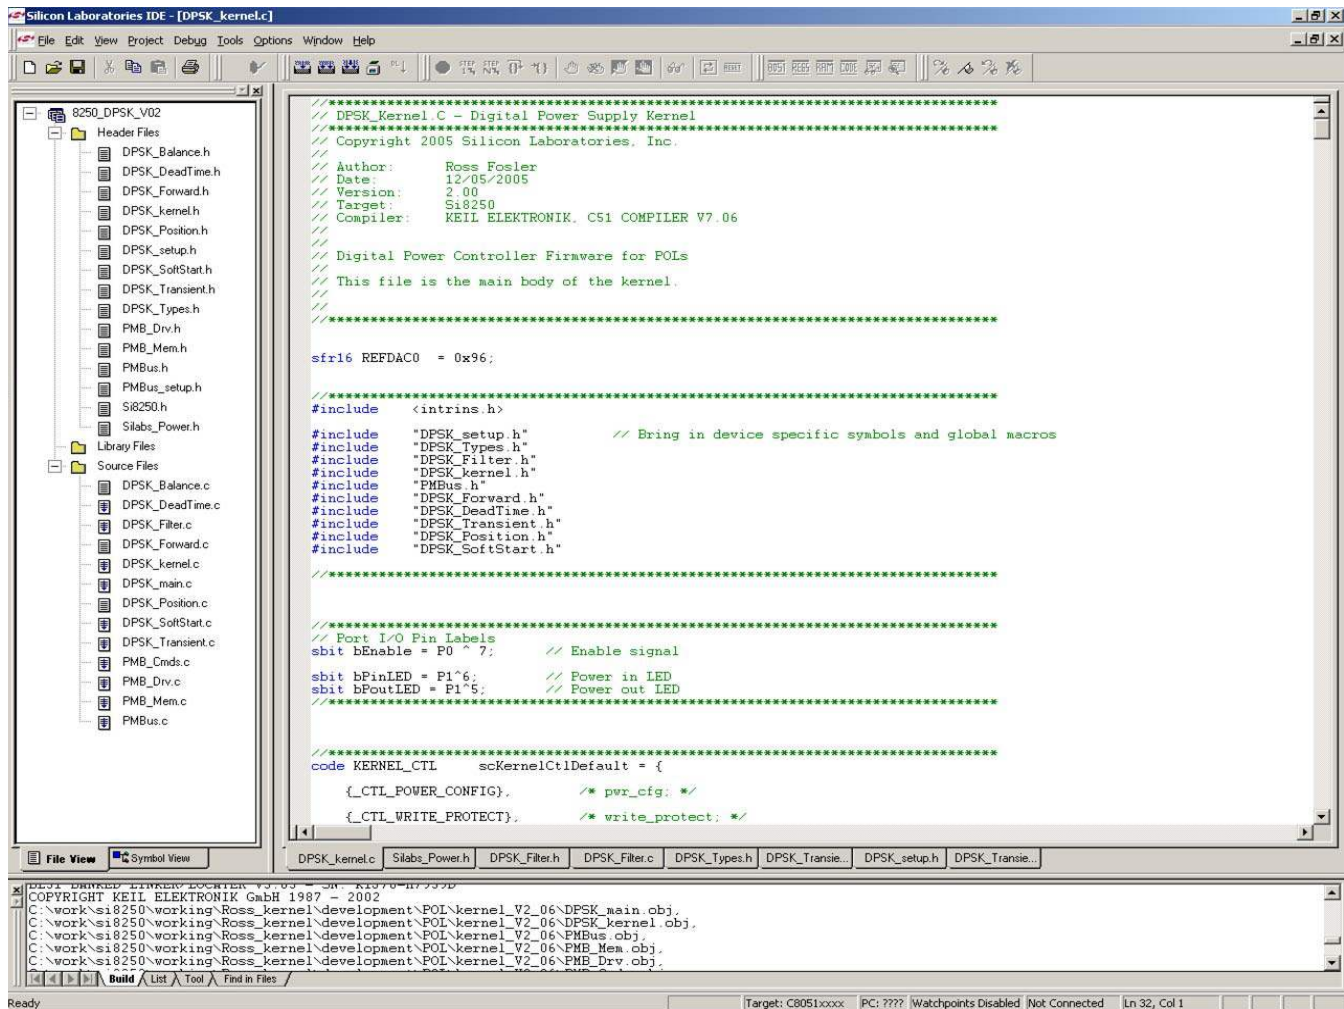 Silicon Laboratories IDE - [DPSK_kernel.c]
File Edit View Project Debug Tools Options Window Help
8250_DPSK_V02
Header Files
DPSK_Balance.h
DPSK_DeadTime.h
DPSK_Forward.h
DPSK_kernel.h
DPSK_Position.h
DPSK_setup.h
DPSK_SoftStart.h
DPSK_Transient.h
DPSK_Types.h
PMB_Drv.h
PMB_Mem.h
PMBus.h
PMBus_setup.h
Si8250.h
Silabs_Power.h
Library Files
Source Files
DPSK_Balance.c
DPSK_DeadTime.c
DPSK_Filter.c
DPSK_Forward.c
DPSK_kernel.c
DPSK_main.c
DPSK_Position.c
DPSK_SoftStart.c
DPSK_Transient.c
PMB_Cmds.c
PMB_Drv.c
PMB_Mem.c
PMBus.c
File View Symbol View
//********************************************************************************
// DPSK_Kernel.C - Digital Power Supply Kernel
//********************************************************************************
// Copyright 2005 Silicon Laboratories, Inc.
//
// Author: Ross Fosler
// Date: 12/05/2005
// Version: 2.00
// Target: Si8250
// Compiler: KEIL ELEKTRONIK, C51 COMPILER V7.06
//
//
// Digital Power Controller Firmware for POLs
//
// This file is the main body of the kernel.
//
//
//********************************************************************************
sfr16 REFDAC0 = 0x96;
//********************************************************************************
#include <intrins.h>
#include "DPSK_setup.h" // Bring in device specific symbols and global macros
#include "DPSK_Types.h"
#include "DPSK_Filter.h"
#include "DPSK_kernel.h"
#include "PMBus.h"
#include "DPSK_Forward.h"
#include "DPSK_DeadTime.h"
#include "DPSK_Transient.h"
#include "DPSK_Position.h"
#include "DPSK_SoftStart.h"
//********************************************************************************
//********************************************************************************
// Port I/O Pin Labels
sbit bEnable = P0 ^ 7; // Enable signal
sbit bPinLED = P1^6; // Power in LED
sbit bPoutLED = P1^5; // Power out LED
//********************************************************************************
//********************************************************************************
code KERNEL_CTL scKernelCtlDefault = {
{_CTL_POWER_CONFIG}, /* pwr_cfg; */
{_CTL_WRITE_PROTECT}, /* write_protect; */
DPSK_kernel.c Silabs_Power.h DPSK_Filter.h DPSK_Filter.c DPSK_Types.h DPSK_Transie... DPSK_setup.h DPSK_Transie...
COPYRIGHT KEIL ELEKTRONIK GmbH 1987 - 2002
C:\work\si8250\working\Ross_kernel\development\POL\kernel_V2_06\DPSK_main.obj,
C:\work\si8250\working\Ross_kernel\development\POL\kernel_V2_06\DPSK_kernel.obj,
C:\work\si8250\working\Ross_kernel\development\POL\kernel_V2_06\PMBus.obj,
C:\work\si8250\working\Ross_kernel\development\POL\kernel_V2_06\PMB_Mem.obj,
C:\work\si8250\working\Ross_kernel\development\POL\kernel_V2_06\PMB_Drv.obj,
Build List Tool Find in Files
Ready Target: C8051xxxx PC: ???? Watchpoints Disabled Not Connected Ln 32, Col 1